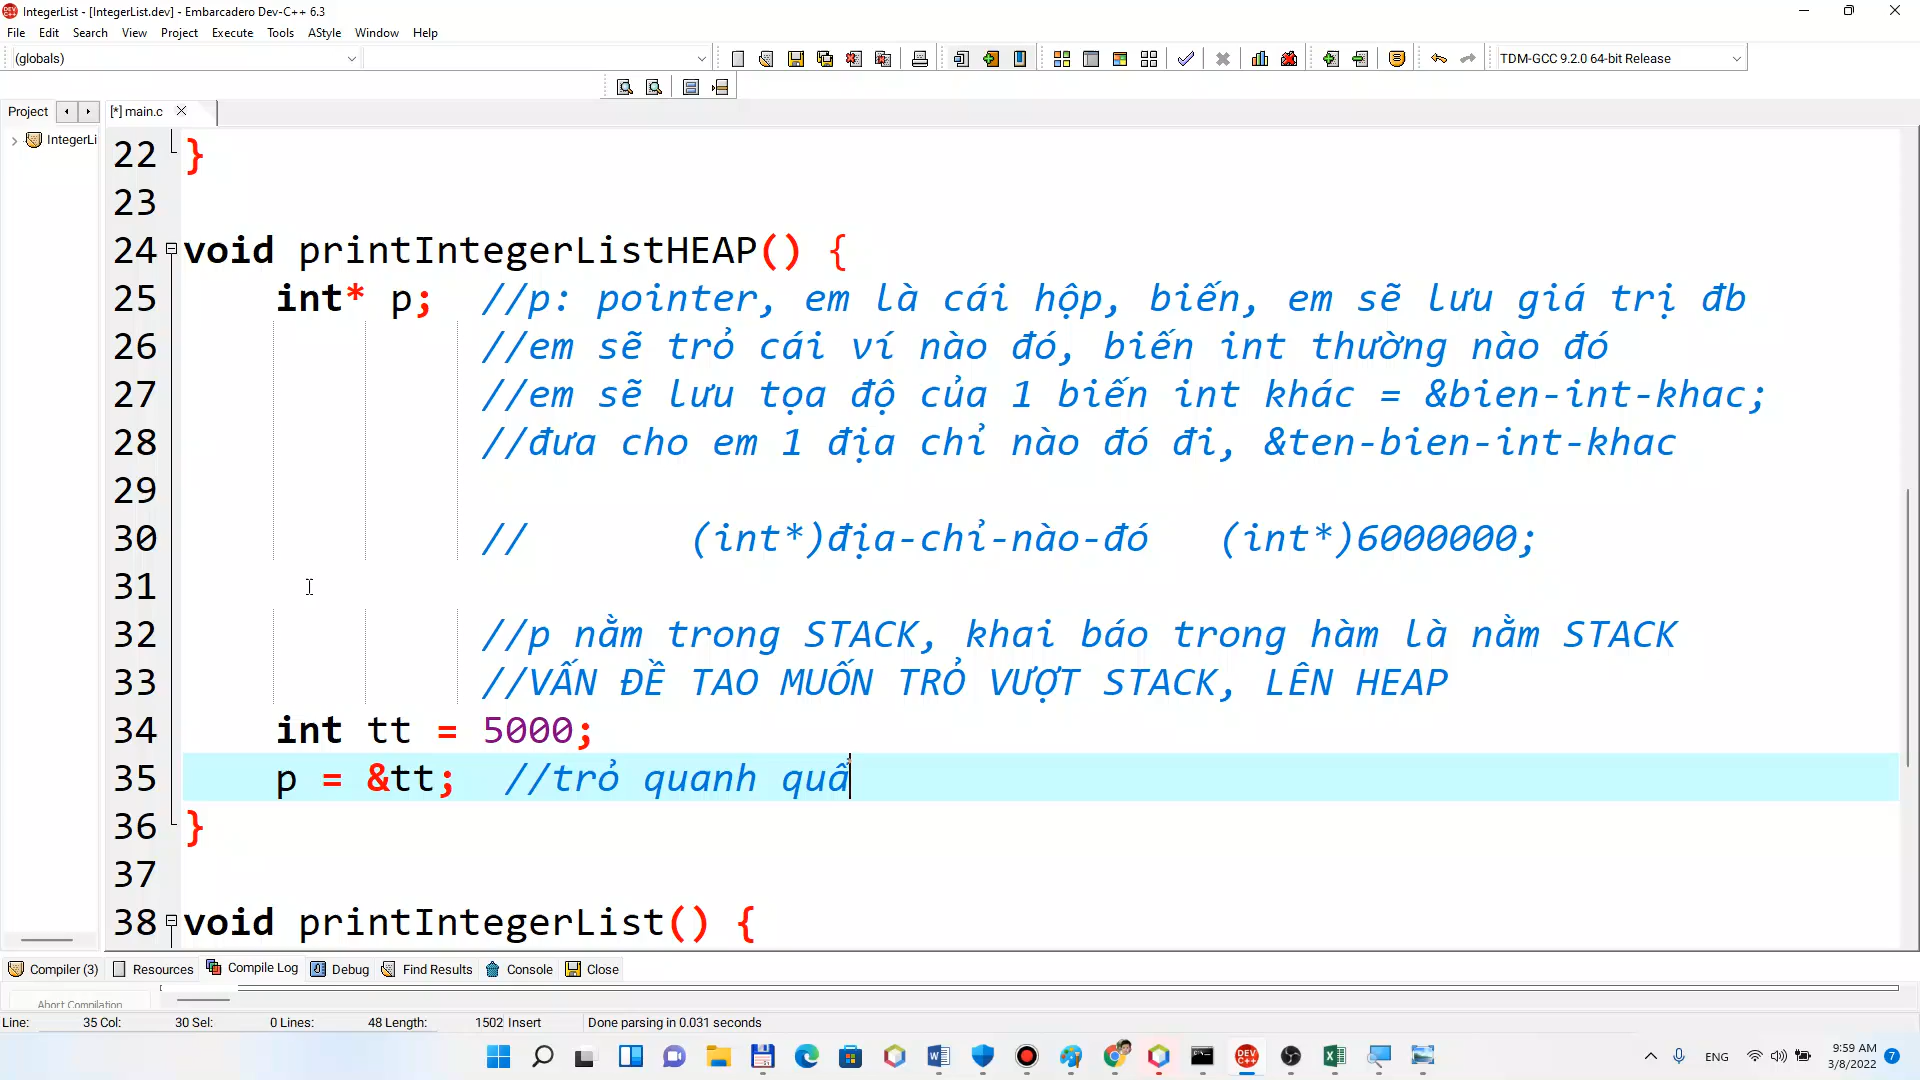 IntegerList - [IntegerList.dev] - Embarcadero Dev-C++ 6.3
File Edit Search View Project Execute Tools AStyle Window Help
(globals)
TDM-GCC 9.2.0 64-bit Release
Project
[*] main.c
IntegerLi
22 }
23
24 void printIntegerListHEAP() {
25 int* p; //p: pointer, em là cái hộp, biến, em sẽ lưu giá trị đb
26 //em sẽ trỏ cái ví nào đó, biến int thường nào đó
27 //em sẽ lưu tọa độ của 1 biến int khác = &bien-int-khac;
28 //đưa cho em 1 địa chỉ nào đó đi, &ten-bien-int-khac
29
30 // (int*)địa-chỉ-nào-đó (int*)6000000;
31
32 //p nằm trong STACK, khai báo trong hàm là nằm STACK
33 //VẤN ĐỀ TAO MUỐN TRỎ VƯỢT STACK, LÊN HEAP
34 int tt = 5000;
35 p = &tt; //trỏ quanh quẩ
36 }
37
38 void printIntegerList() {
Compiler (3) Resources Compile Log Debug Find Results Console Close
Abort Compilation
Line: 35 Col: 30 Sel: 0 Lines: 48 Length: 1502 Insert Done parsing in 0.031 seconds
ENG
9:59 AM
3/8/2022
7